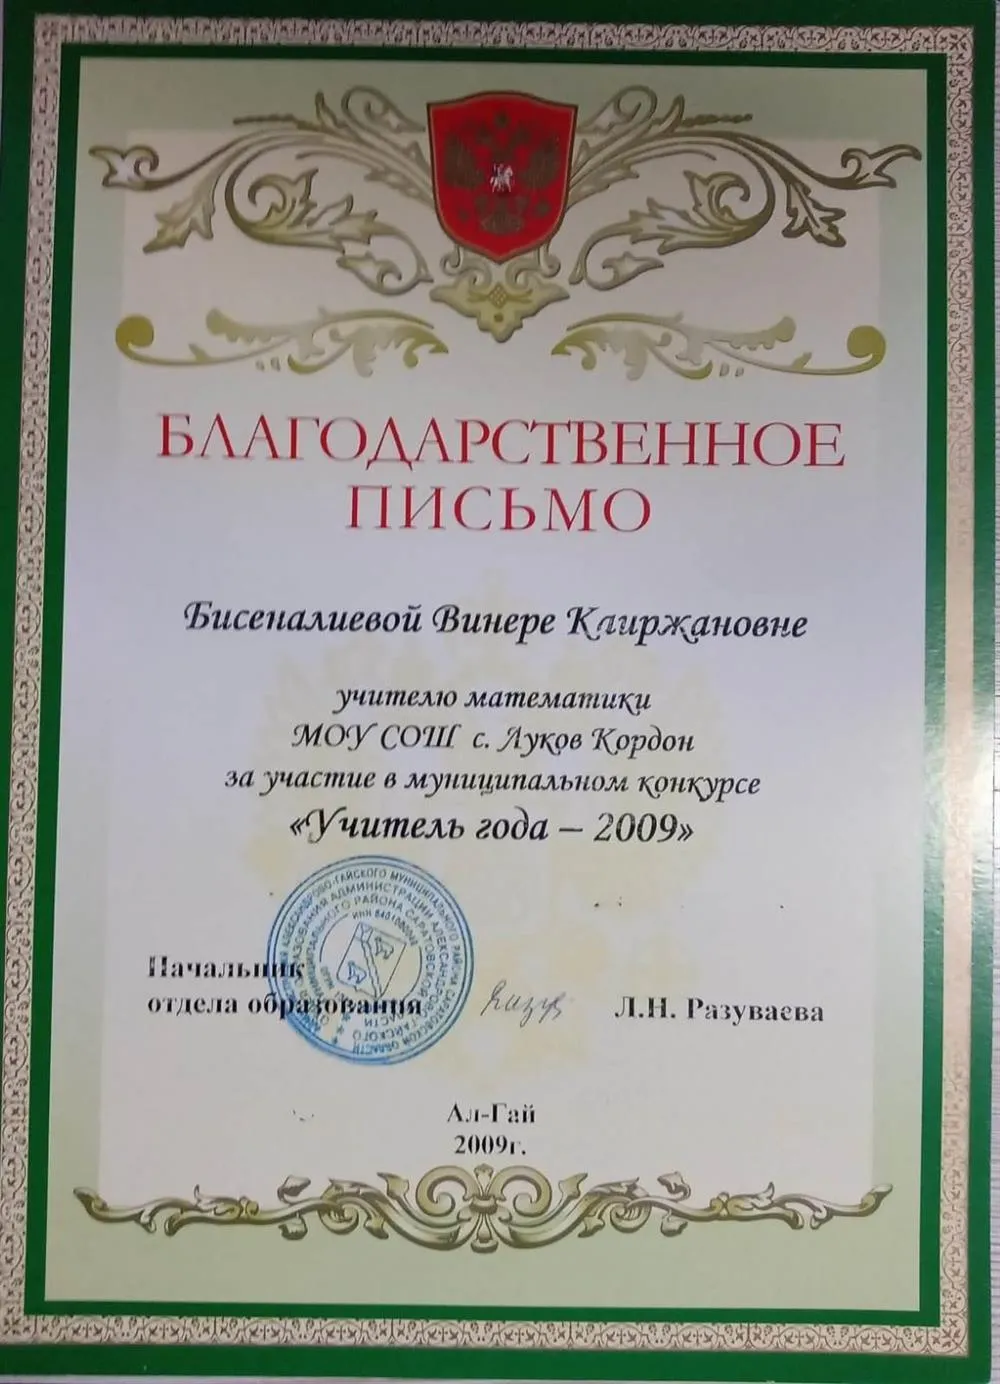 БЛАГОДАРСТВЕННОЕ
ПИСЬМО
Бисеналиевой Винере Каиржановне
учителю математики
МОУ СОШ с. Луков Кордон
за участие в муниципальном конкурсе
«Учитель года – 2009»
Начальник
отдела образования
Л.Н. Разуваева
Ал-Гай
2009г.